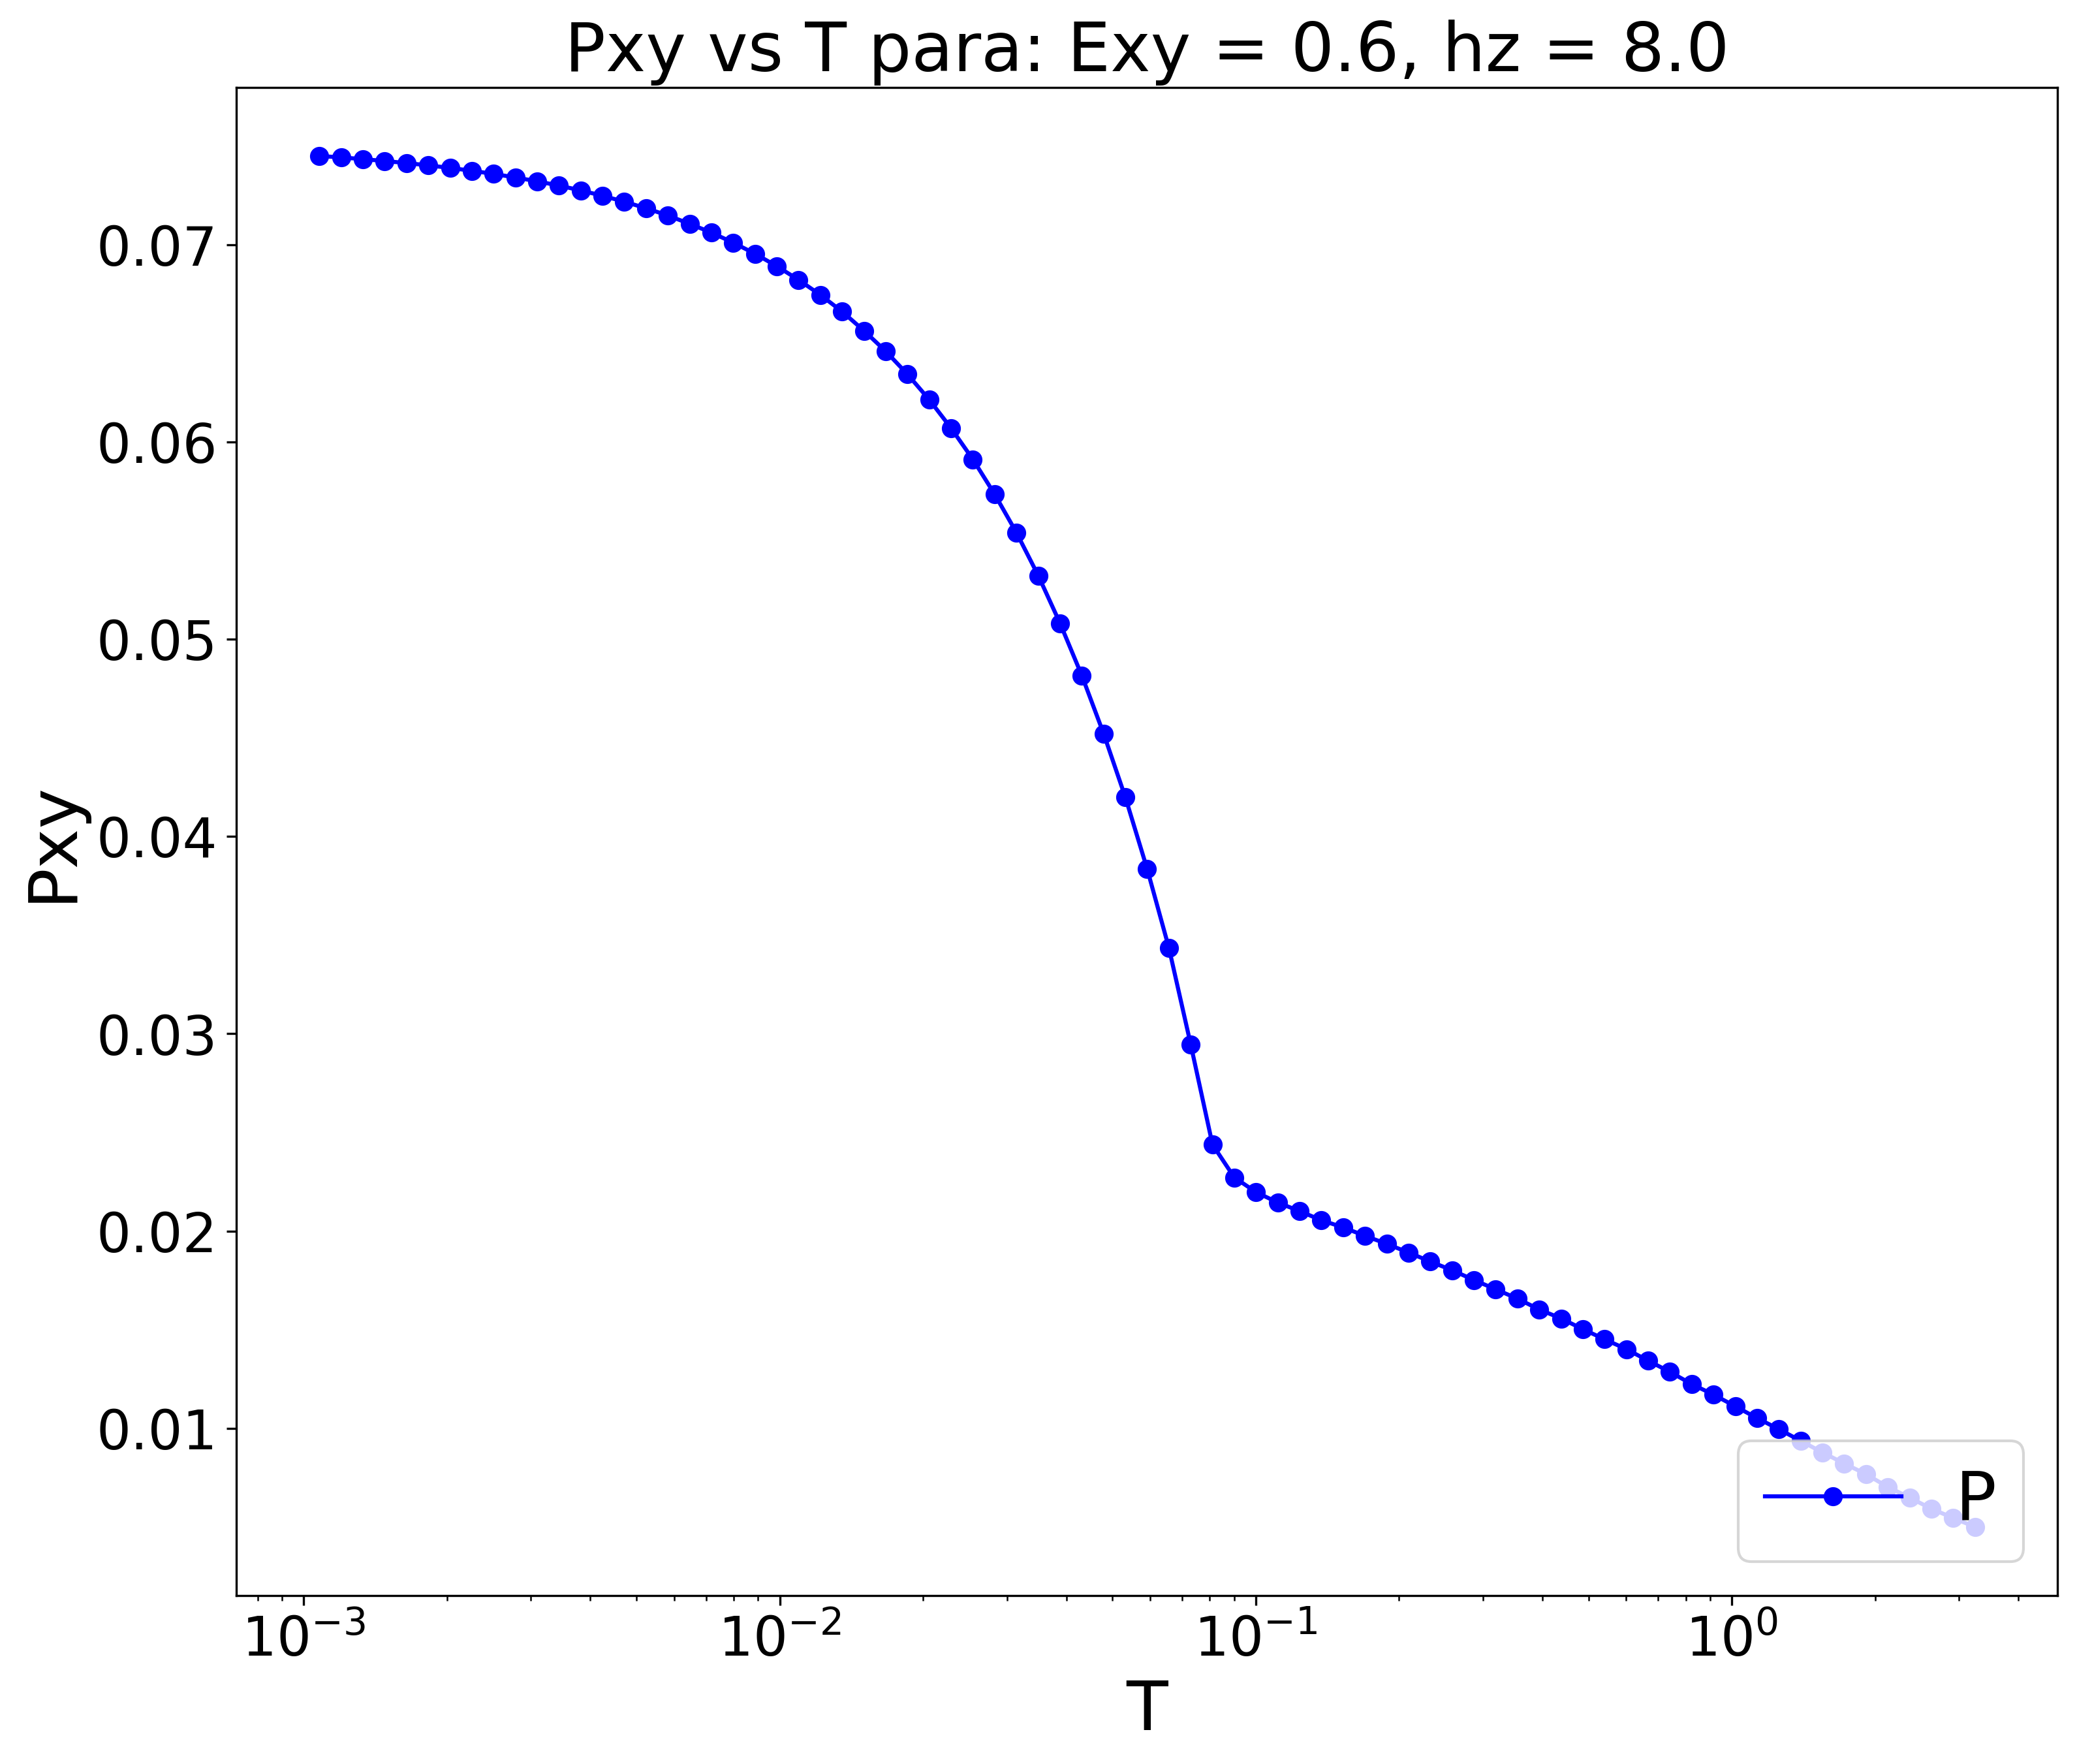 Pxy vs T para: Exy = 0.6, hz = 8.0
Pxy
0.07
0.06
0.05
0.04
0.03
0.02
0.01
P
10⁻³ 10⁻² 10⁻¹ 10⁰
T